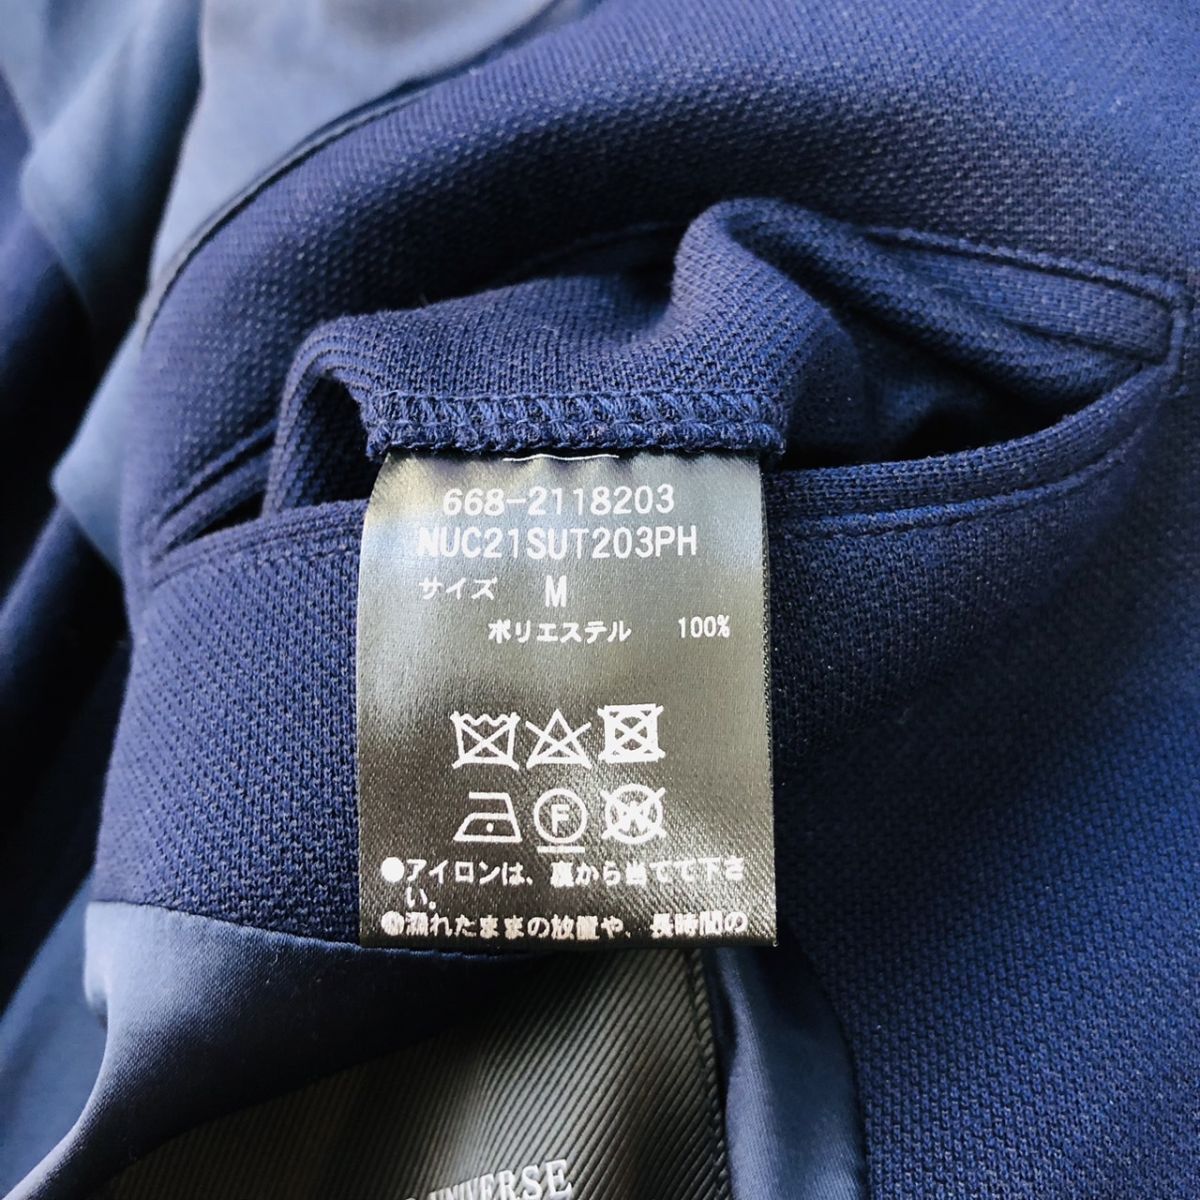 668-2118203
NUC21SUT203PH
サイズ M
ポリエステル 100%
F
W
●アイロンは、裏から当てて下さ
い。
●濡れたままの放置や、長時間の
UNIVERSE